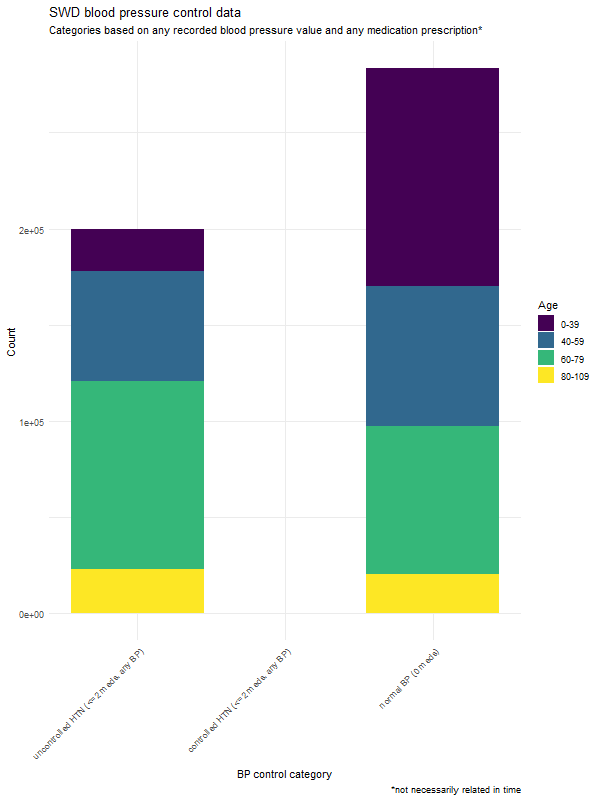 SWD blood pressure control data
Categories based on any recorded blood pressure value and any medication prescription*
Count
2e+05
1e+05
0e+00
Age
0-39
40-59
60-79
80-109
uncontrolled HTN (<=2 meds, any BP)
controlled HTN (<=2 meds, any BP)
normal BP (0 meds)
BP control category
*not necessarily related in time